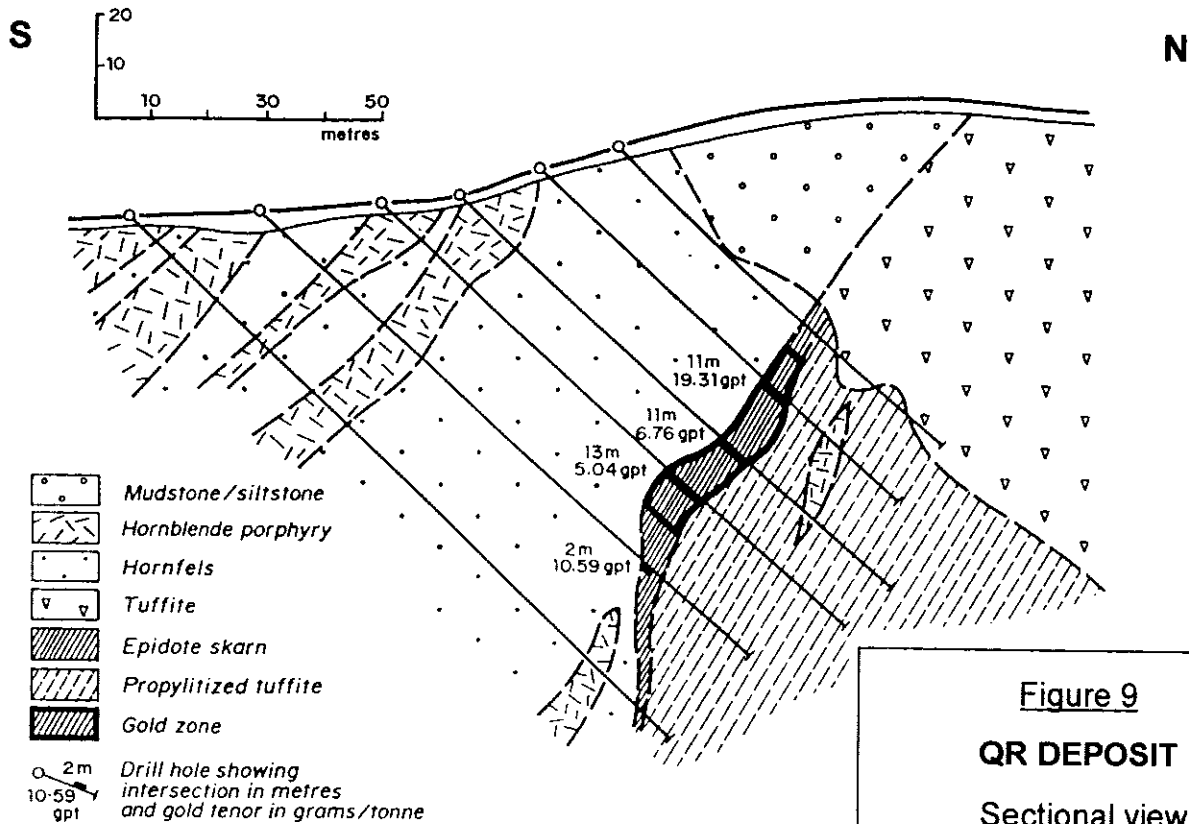 S
N
20
10
10 30 50
metres
11m
19.31 gpt
11m
6.76 gpt
13m
5.04 gpt
2m
10.59 gpt
Mudstone/siltstone
Hornblende porphyry
Hornfels
Tuffite
Epidote skarn
Propylitized tuffite
Gold zone
2m
10.59
gpt
Drill hole showing
intersection in metres
and gold tenor in grams/tonne
Figure 9
QR DEPOSIT
Sectional view